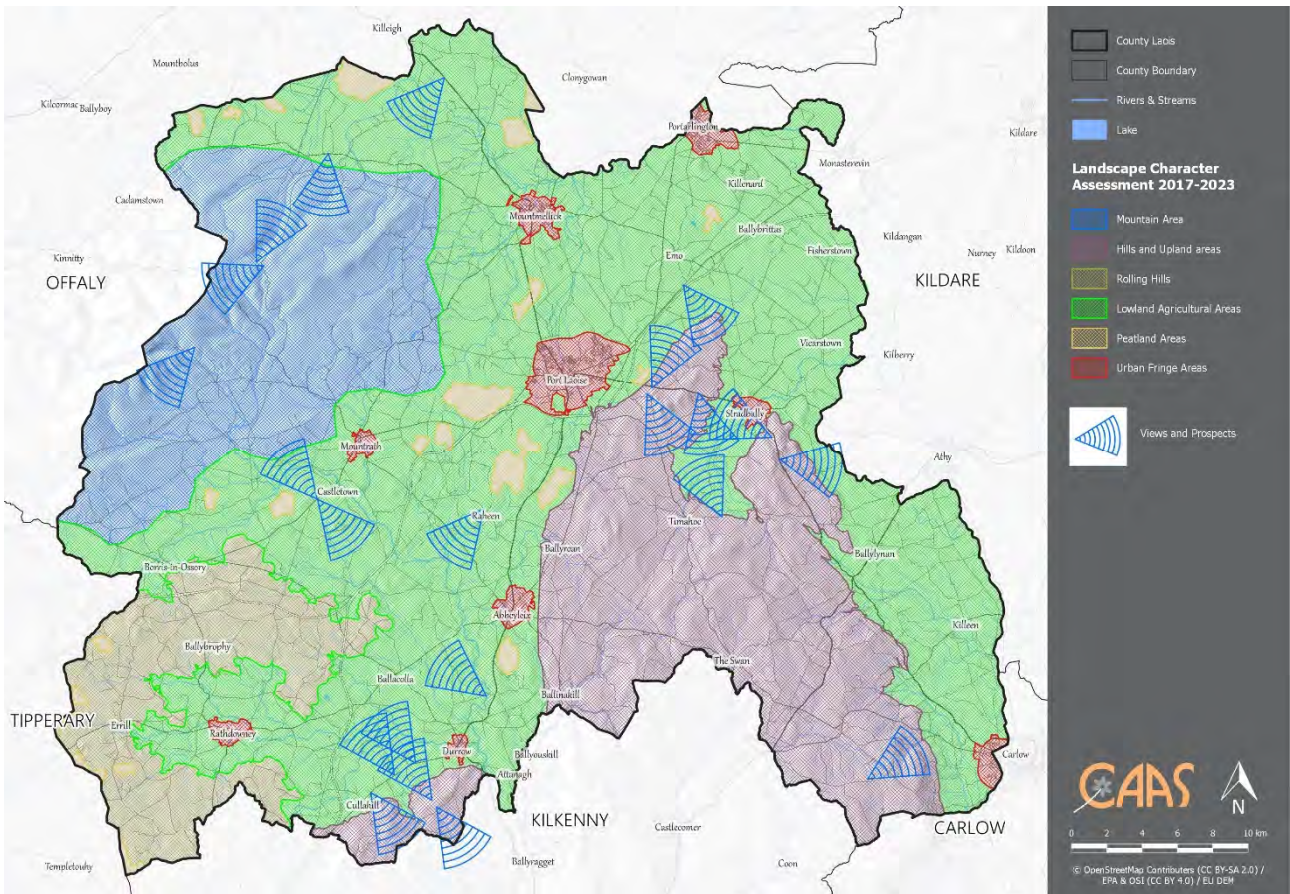 Killeigh
Mountbolus
Clonygowan
Kilcormac
Ballyboy
Portarlington
Kildare
Monasterevin
Killenard
Cadamstown
Mountmellick
Ballybrittas
Kildangan
Nurney
Kildoon
Fisherstown
Emo
Kinnitty
OFFALY
KILDARE
Vicarstown
Kilberry
Port Laoise
Stradbally
Mountrath
Athy
Castletown
Raheen
Timahoe
Ballyroan
Ballylynan
Borris-In-Ossory
Abbeyleix
Killeen
Ballybrophy
The Swan
Ballacolla
Ballinakill
TIPPERARY
Errill
Rathdowney
Durrow
Ballyouskill
Attanagh
Carlow
Cullahill
KILKENNY
Castlecomer
CARLOW
Templetouhy
Ballyragget
Coon
County Laois
County Boundary
Rivers & Streams
Lake
Landscape Character
Assessment 2017-2023
Mountain Area
Hills and Upland areas
Rolling Hills
Lowland Agricultural Areas
Peatland Areas
Urban Fringe Areas
Views and Prospects
CAAS
N
0 2 4 6 8 10 km
© OpenStreetMap Contributors (CC BY-SA 2.0) /
EPA & OSI (CC BY 4.0) / EU DEM